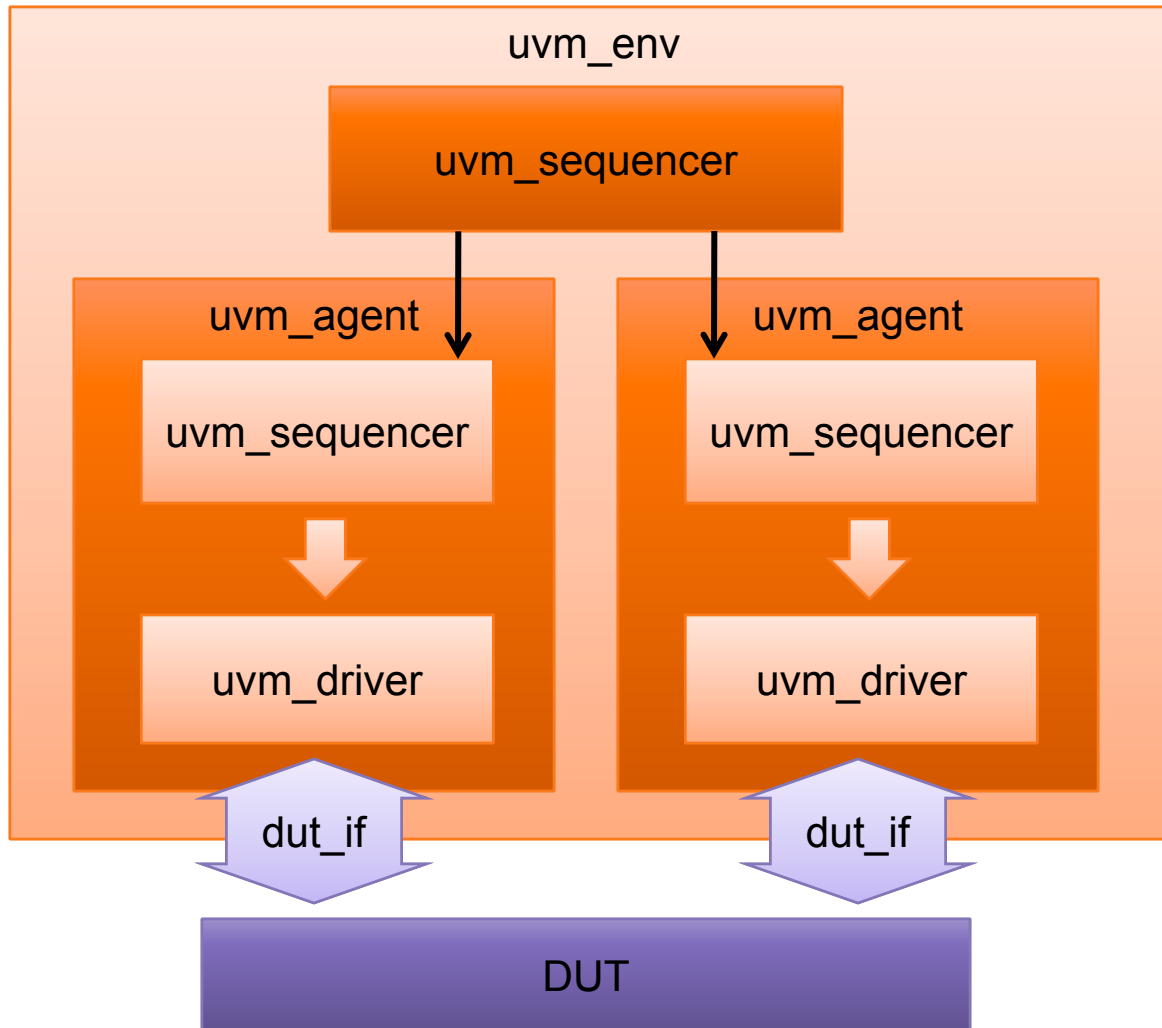 uvm_env
uvm_sequencer
uvm_agent
uvm_agent
uvm_sequencer
uvm_sequencer
uvm_driver
uvm_driver
dut_if
dut_if
DUT